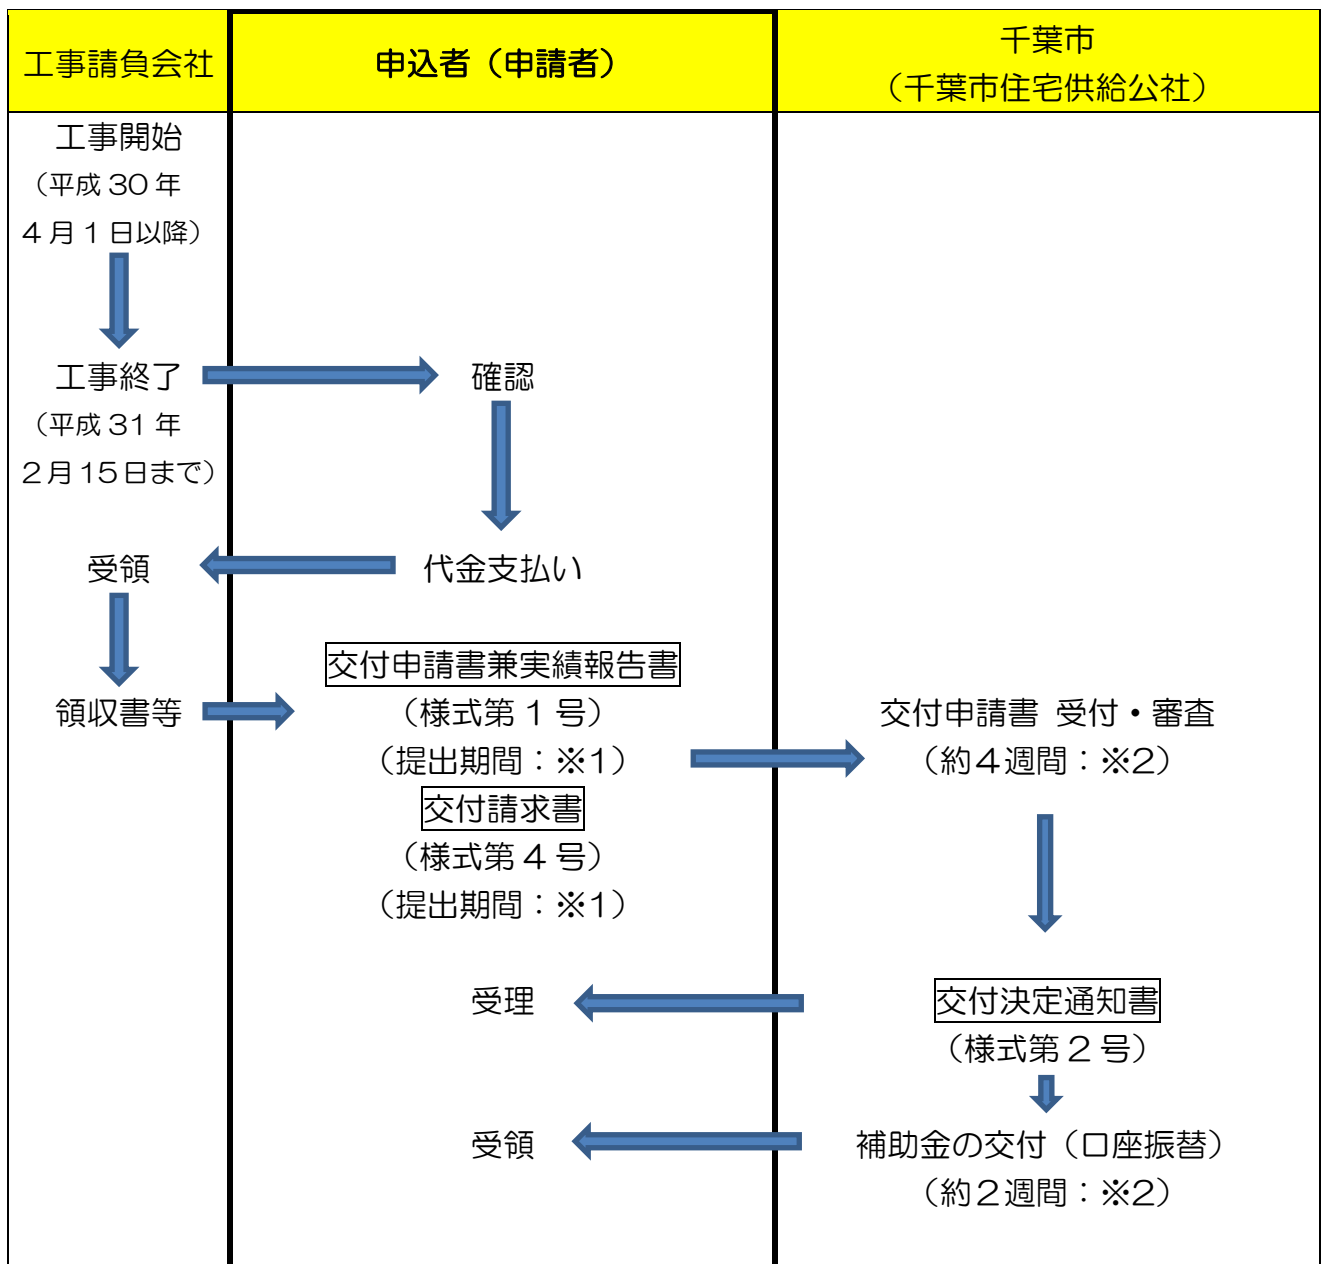 工事請負会社
申込者（申請者）
千葉市
（千葉市住宅供給公社）
工事開始
（平成30年
4月1日以降）
工事終了
確認
（平成31年
2月15日まで）
受領
代金支払い
交付申請書兼実績報告書
領収書等
（様式第1号）
交付申請書 受付・審査
（提出期間：※1）
（約4週間：※2）
交付請求書
（様式第4号）
（提出期間：※1）
受理
交付決定通知書
（様式第2号）
受領
補助金の交付（口座振替）
（約2週間：※2）